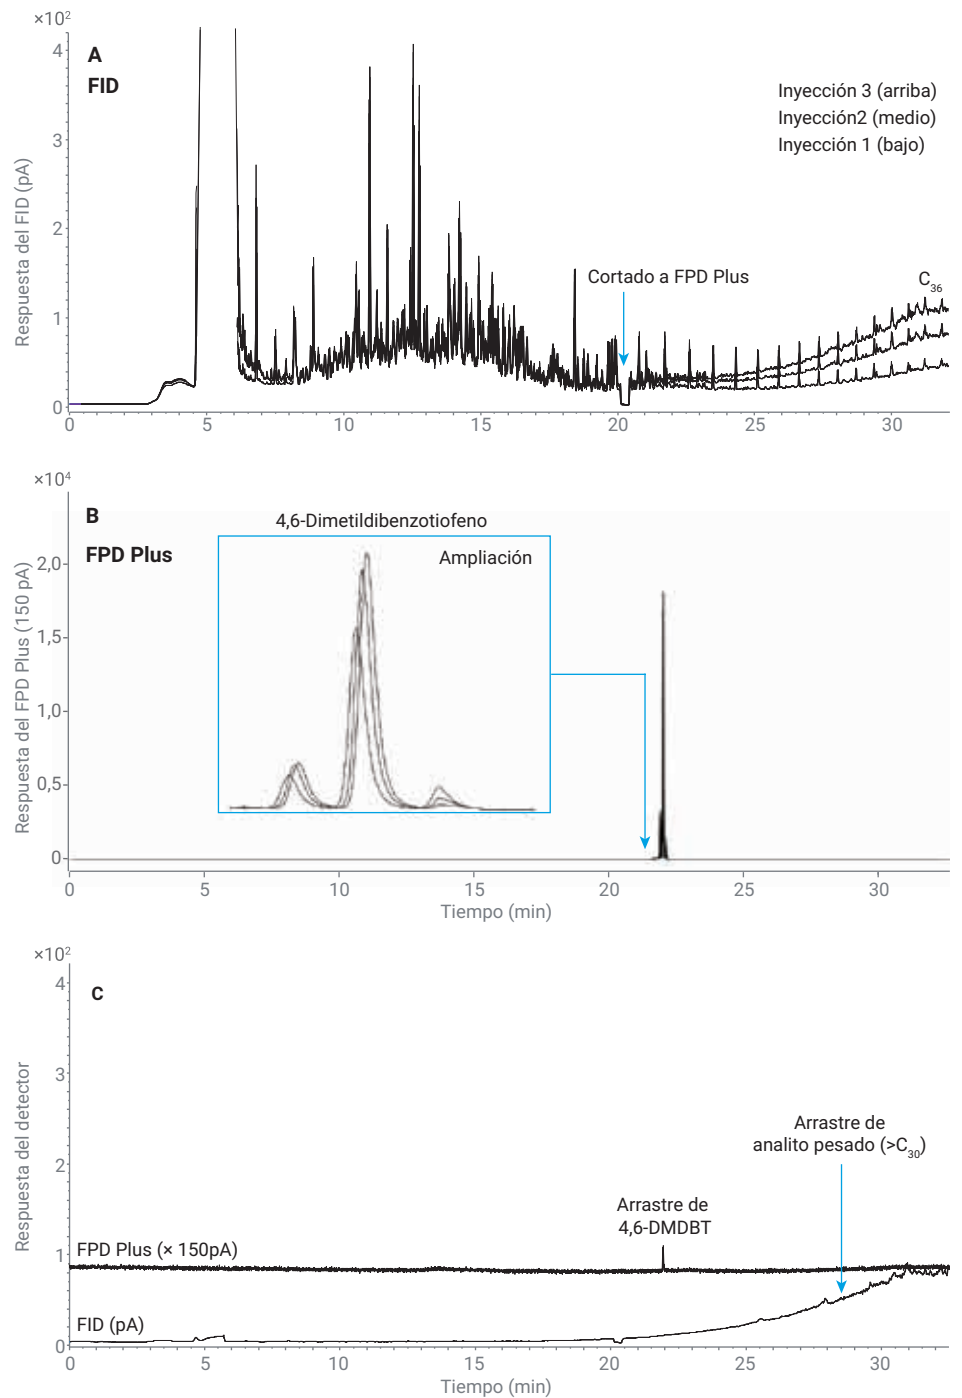 ×10²
A
FID
Inyección 3 (arriba)
Inyección2 (medio)
Inyección 1 (bajo)
Respuesta del FID (pA)
4
3
2
1
0
Cortado a FPD Plus
C₃₆
0 5 10 15 20 25 30
×10⁴
B
FPD Plus
4,6-Dimetildibenzotiofeno
Ampliación
Respuesta del FPD Plus (150 pA)
2,0
1,5
1,0
0,5
0
0 5 10 15 20 25 30
Tiempo (min)
×10²
C
Respuesta del detector
4
3
2
1
0
Arrastre de
analito pesado (>C₃₀)
Arrastre de
4,6-DMDBT
FPD Plus (× 150pA)
FID (pA)
0 5 10 15 20 25 30
Tiempo (min)